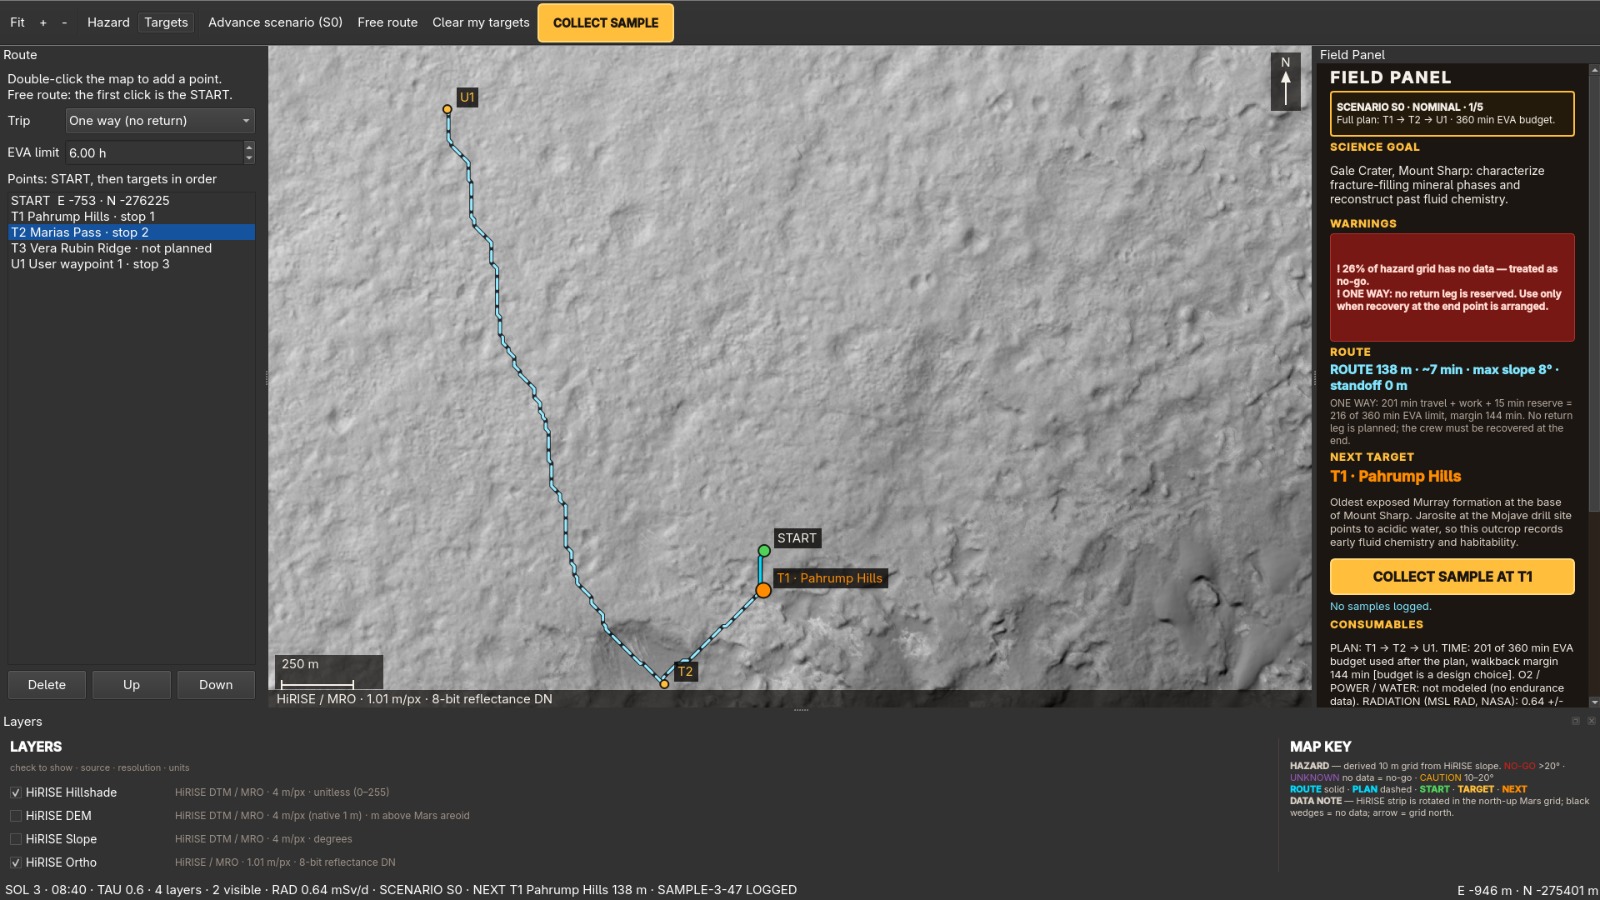 Fit + - Hazard Targets Advance scenario (S0) Free route Clear my targets COLLECT SAMPLE
Route
Double-click the map to add a point.
Free route: the first click is the START.
Trip One way (no return)
EVA limit 6.00 h
Points: START, then targets in order
START E -753 · N -276225
T1 Pahrump Hills · stop 1
T2 Marias Pass · stop 2
T3 Vera Rubin Ridge · not planned
U1 User waypoint 1 · stop 3
Delete Up Down
U1
N
START
T1 · Pahrump Hills
T2
250 m
HiRISE / MRO · 1.01 m/px · 8-bit reflectance DN
Field Panel
FIELD PANEL
SCENARIO S0 · NOMINAL · 1/5
Full plan: T1 → T2 → U1 · 360 min EVA budget.
SCIENCE GOAL
Gale Crater, Mount Sharp: characterize
fracture-filling mineral phases and
reconstruct past fluid chemistry.
WARNINGS
! 26% of hazard grid has no data — treated as
no-go.
! ONE WAY: no return leg is reserved. Use only
when recovery at the end point is arranged.
ROUTE
ROUTE 138 m · ~7 min · max slope 8° ·
standoff 0 m
ONE WAY: 201 min travel + work + 15 min reserve =
216 of 360 min EVA limit, margin 144 min. No return
leg is planned; the crew must be recovered at the
end.
NEXT TARGET
T1 · Pahrump Hills
Oldest exposed Murray formation at the base
of Mount Sharp. Jarosite at the Mojave drill site
points to acidic water, so this outcrop records
early fluid chemistry and habitability.
COLLECT SAMPLE AT T1
No samples logged.
CONSUMABLES
PLAN: T1 → T2 → U1. TIME: 201 of 360 min EVA
budget used after the plan, walkback margin
144 min [budget is a design choice]. O2 /
POWER / WATER: not modeled (no endurance
data). RADIATION (MSL RAD, NASA): 0.64 +/-
Layers
LAYERS
check to show · source · resolution · units
HiRISE Hillshade HiRISE DTM / MRO · 4 m/px · unitless (0–255)
HiRISE DEM HiRISE DTM / MRO · 4 m/px (native 1 m) · m above Mars areoid
HiRISE Slope HiRISE DTM / MRO · 4 m/px · degrees
HiRISE Ortho HiRISE / MRO · 1.01 m/px · 8-bit reflectance DN
MAP KEY
HAZARD — derived 10 m grid from HiRISE slope. NO-GO >20° ·
UNKNOWN no data = no-go · CAUTION 10–20°
ROUTE solid · PLAN dashed · START · TARGET · NEXT
DATA NOTE — HiRISE strip is rotated in the north-up Mars grid; black
wedges = no data; arrow = grid north.
SOL 3 · 08:40 · TAU 0.6 · 4 layers · 2 visible · RAD 0.64 mSv/d · SCENARIO S0 · NEXT T1 Pahrump Hills 138 m · SAMPLE-3-47 LOGGED
E -946 m · N -275401 m